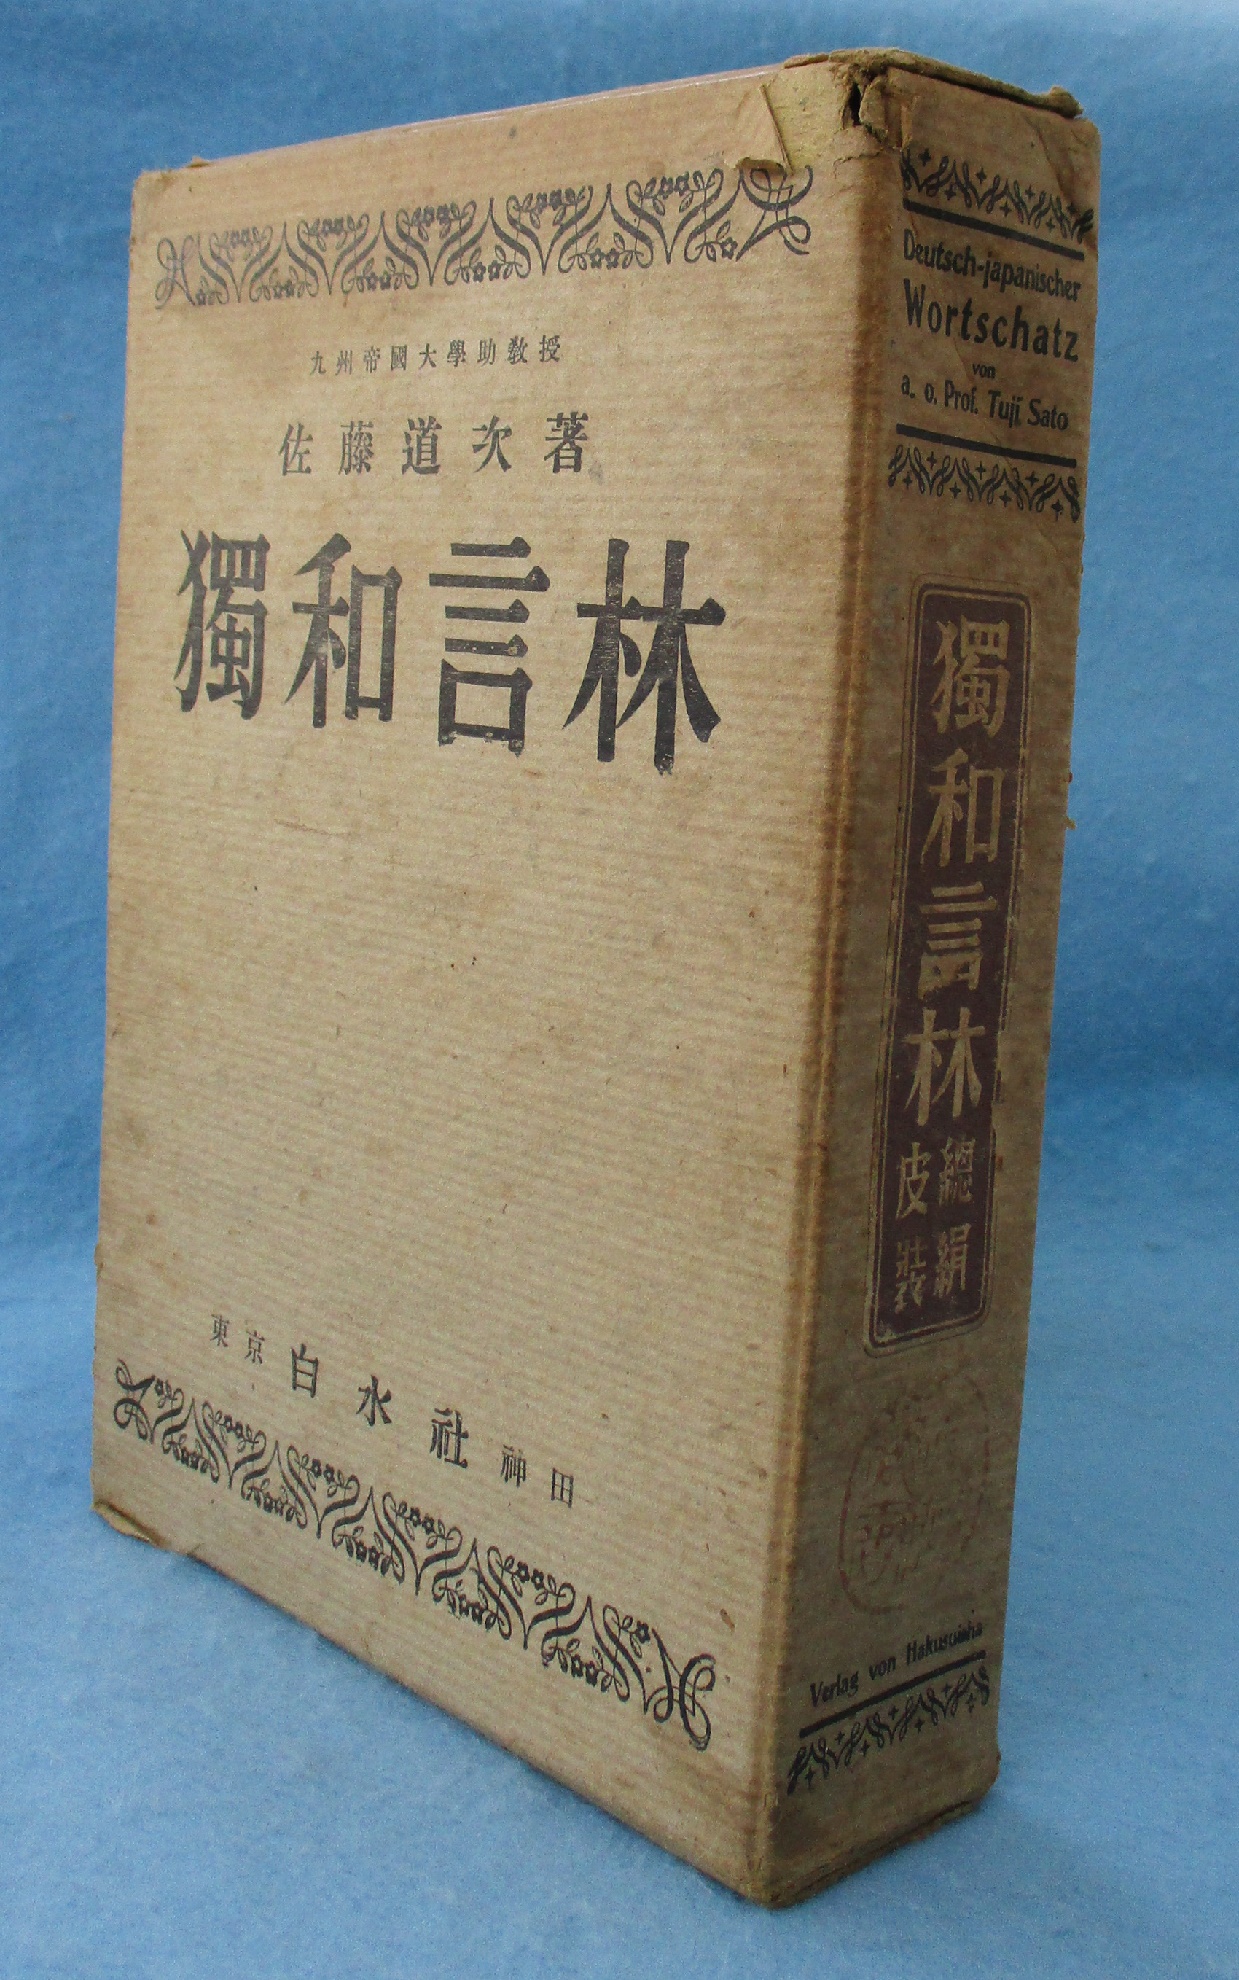 九州帝國大學助教授
佐藤道次著
獨和言林
東京 白水社 神田
Deutsch-japanischer
Wortschatz
von
a. o. Prof. Tuji Sato
獨和言林
總絹
皮裝
Verlag von Hakusuisha